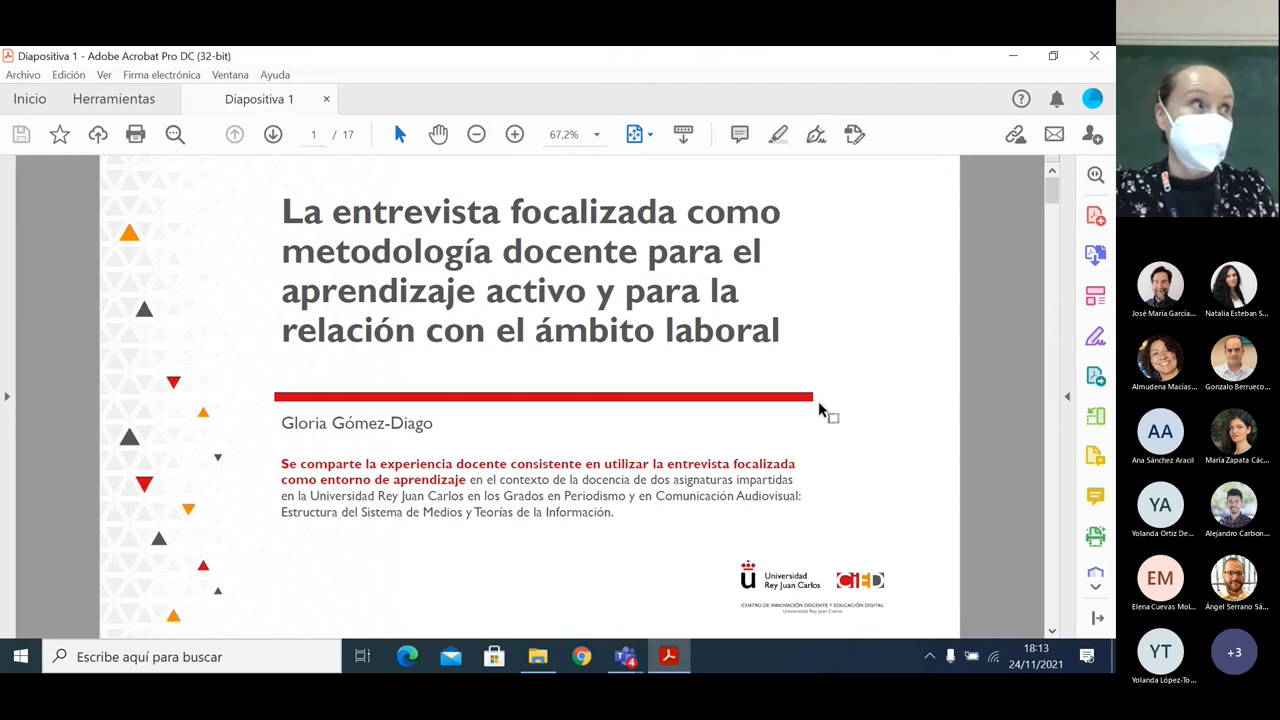 Diapositiva 1 - Adobe Acrobat Pro DC (32-bit)
Archivo Edición Ver Firma electrónica Ventana Ayuda
Inicio Herramientas Diapositiva 1
1 / 17 67,2%
La entrevista focalizada como
metodología docente para el
aprendizaje activo y para la
relación con el ámbito laboral
Gloria Gómez-Diago
Se comparte la experiencia docente consistente en utilizar la entrevista focalizada
como entorno de aprendizaje en el contexto de la docencia de dos asignaturas impartidas
en la Universidad Rey Juan Carlos en los Grados en Periodismo y en Comunicación Audiovisual:
Estructura del Sistema de Medios y Teorías de la Información.
Universidad
Rey Juan Carlos
CiED
CENTRO DE INNOVACIÓN DOCENTE Y EDUCACIÓN DIGITAL
Universidad Rey Juan Carlos
Escribe aquí para buscar
4
18:13
24/11/2021
José María García...
Natalia Esteban S...
Almudena Macías...
Gonzalo Berrueco...
AA
Ana Sánchez Aracil
María Zapata Các...
YA
Yolanda Ortiz De...
Alejandro Carbon...
EM
Elena Cuevas Mol...
Ángel Serrano Sá...
YT
Yolanda López-To...
+3